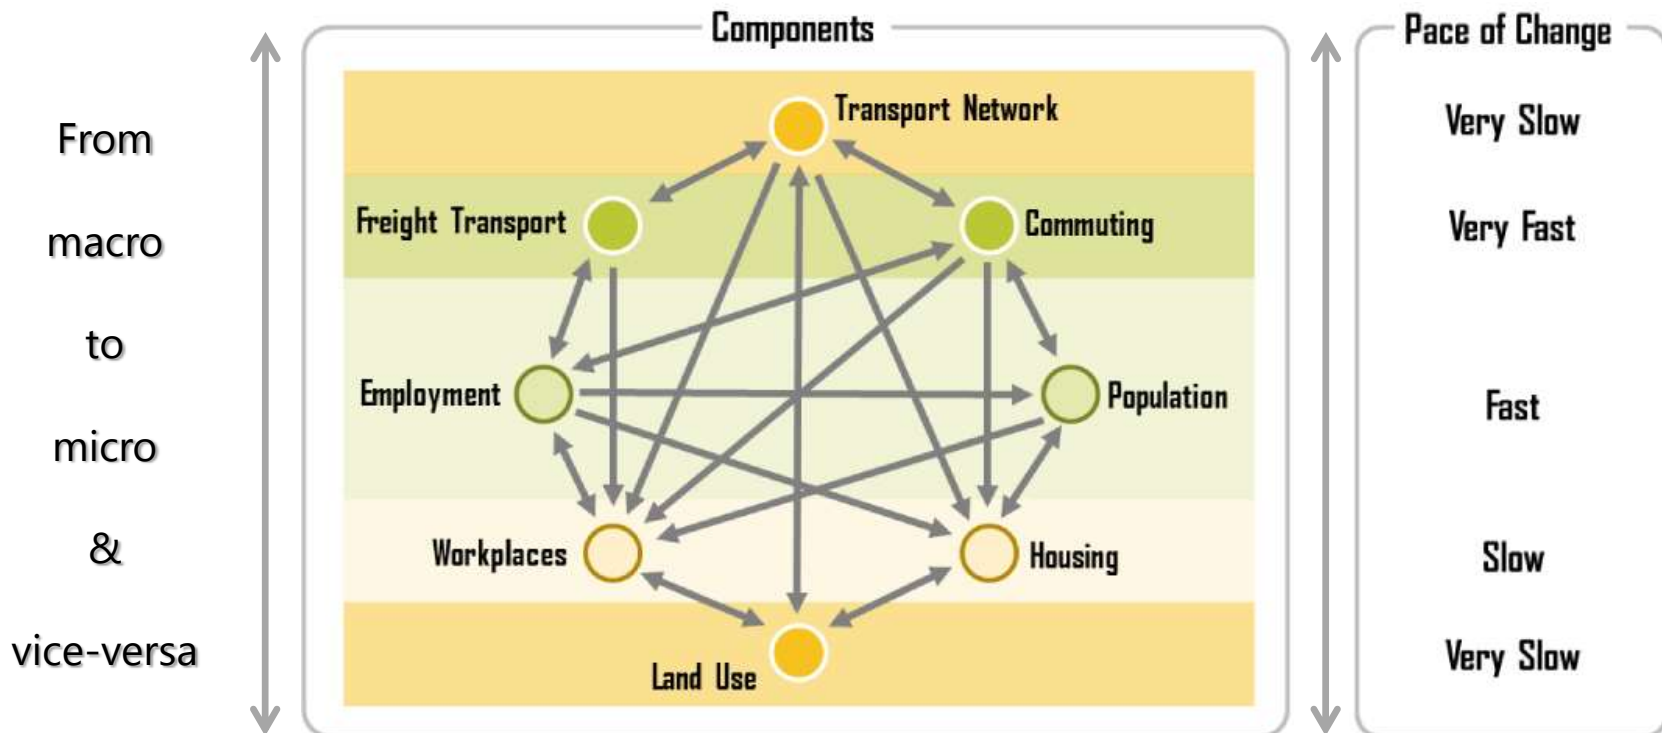 From
macro
to
micro
&
vice-versa
Components
Transport Network
Freight Transport
Commuting
Employment
Population
Workplaces
Housing
Land Use
Pace of Change
Very Slow
Very Fast
Fast
Slow
Very Slow